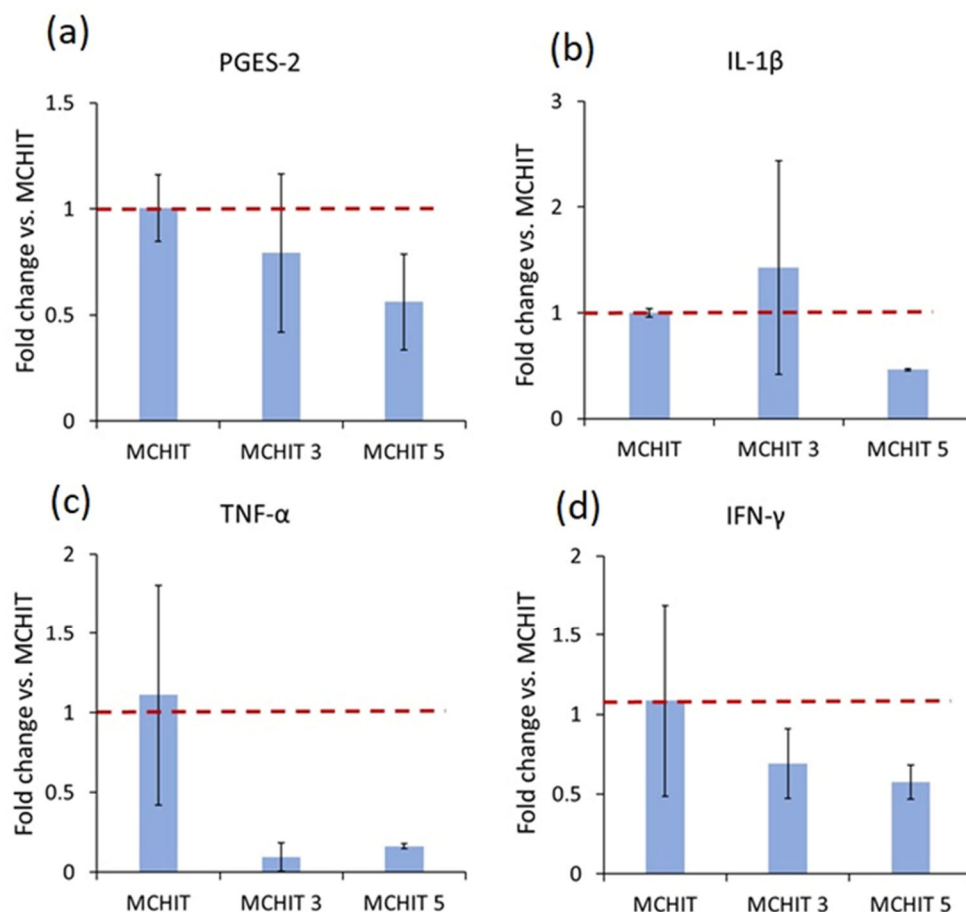 (a)
PGES-2
Fold change vs. MCHIT
1.5
1
0.5
0
MCHIT MCHIT 3 MCHIT 5
(b)
IL-1β
Fold change vs. MCHIT
3
2
1
0
MCHIT MCHIT 3 MCHIT 5
(c)
TNF-α
Fold change vs. MCHIT
2
1.5
1
0.5
0
MCHIT MCHIT 3 MCHIT 5
(d)
IFN-γ
Fold change vs. MCHIT
2
1.5
1
0.5
0
MCHIT MCHIT 3 MCHIT 5